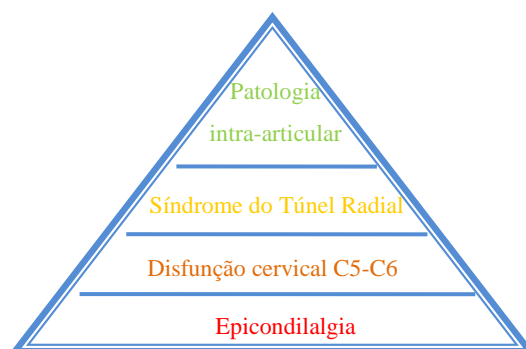 Patologia
intra-articular
Síndrome do Túnel Radial
Disfunção cervical C5-C6
Epicondilalgia